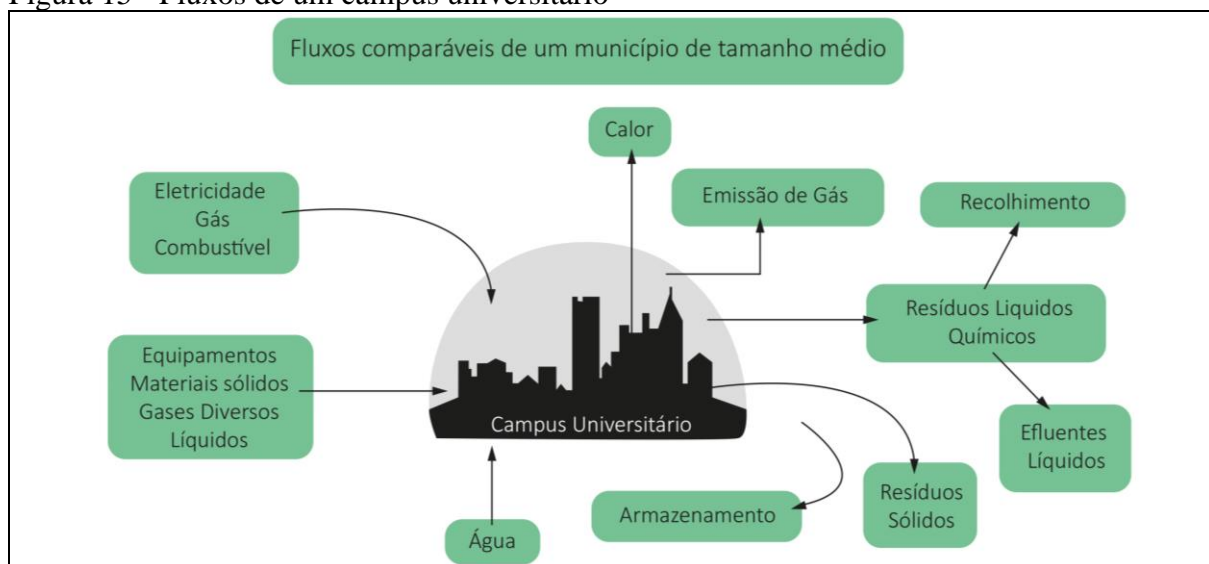 Figura 13 - Fluxos de um campus universitário
Fluxos comparáveis de um município de tamanho médio
Calor
Eletricidade
Gás
Combustível
Emissão de Gás
Recolhimento
Resíduos Liquidos
Químicos
Equipamentos
Materiais sólidos
Gases Diversos
Líquidos
Campus Universitário
Efluentes
Líquidos
Resíduos
Sólidos
Armazenamento
Água